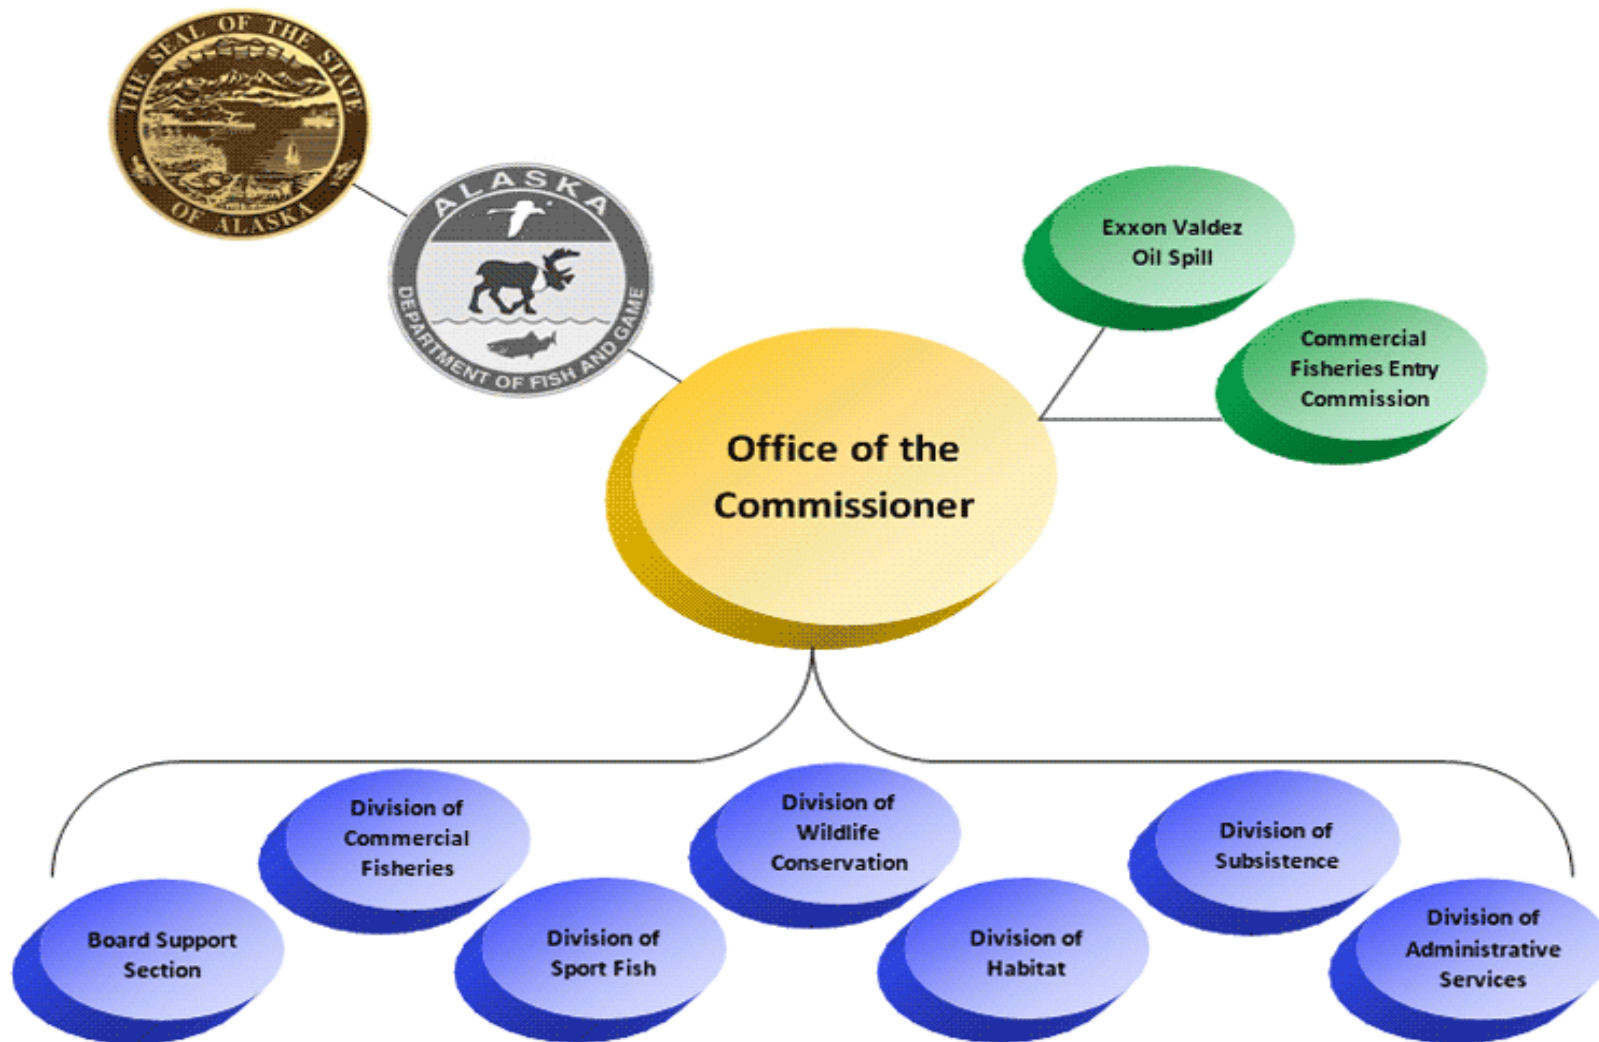 THE SEAL OF THE STATE
OF ALASKA
ALASKA
DEPARTMENT OF FISH AND GAME
Exxon Valdez
Oil Spill
Commercial
Fisheries Entry
Commission
Office of the
Commissioner
Division of
Commercial
Fisheries
Division of
Wildlife
Conservation
Division of
Subsistence
Board Support
Section
Division of
Sport Fish
Division of
Habitat
Division of
Administrative
Services